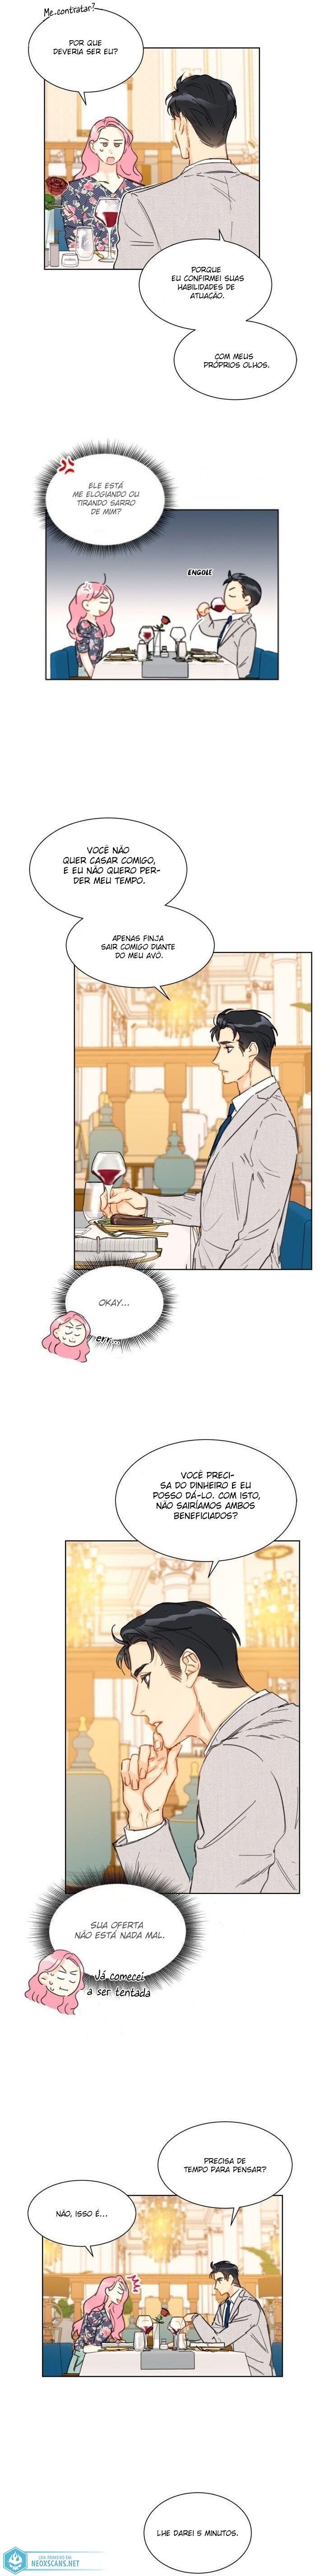 Me contratar?
POR QUE
DEVERIA SER EU?
PORQUE
EU CONFIRMEI SUAS
HABILIDADES DE
ATUAÇÃO.
COM MEUS
PRÓPRIOS OLHOS.
ELE ESTÁ
ME ELOGIANDO OU
TIRANDO SARRO
DE MIM?
ENGOLE
VOCÊ NÃO
QUER CASAR COMIGO,
E EU NÃO QUERO PER-
DER MEU TEMPO.
APENAS FINJA
SAIR COMIGO DIANTE
DO MEU AVÔ.
OKAY...
err...
VOCÊ PRECI-
SA DO DINHEIRO E EU
POSSO DÁ-LO. COM ISTO,
NÃO SAIRÍAMOS AMBOS
BENEFICIADOS?
SUA OFERTA
NÃO ESTÁ NADA MAL.
Já comecei
a ser tentada
PRECISA DE
TEMPO PARA PENSAR?
NÃO, ISSO É...
LHE DAREI 5 MINUTOS.
LEIA PRIMEIRO EM
NEOXSCANS.NET